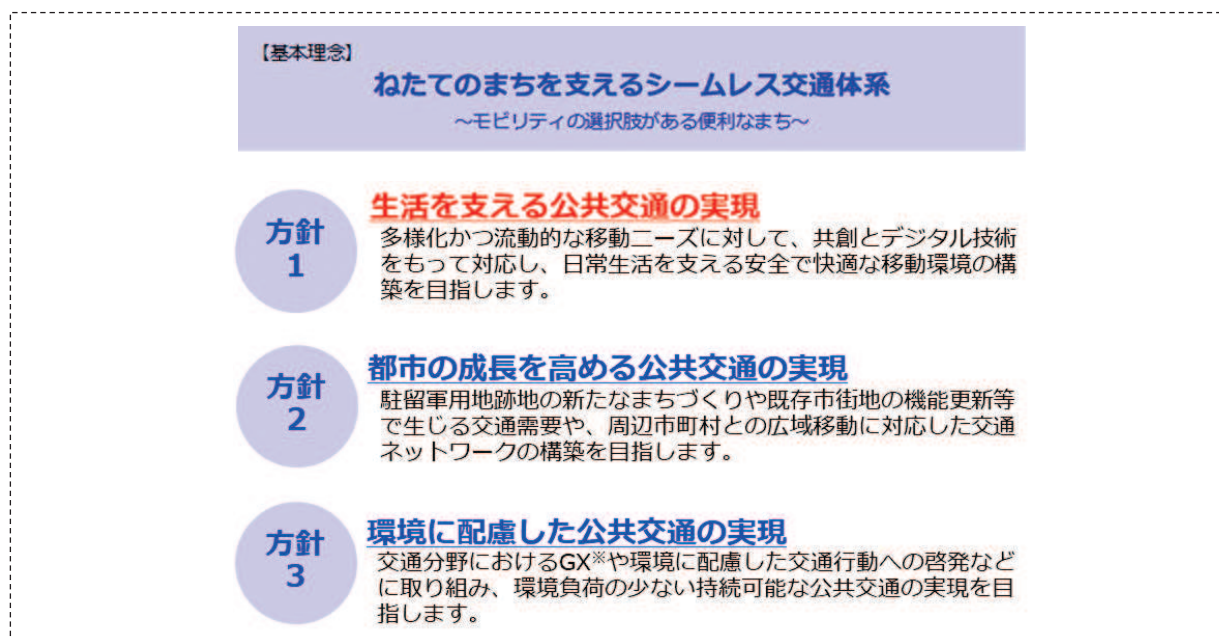 【基本理念】
ねたてのまちを支えるシームレス交通体系
～モビリティの選択肢がある便利なまち～
方針
1
生活を支える公共交通の実現
多様化かつ流動的な移動ニーズに対して、共創とデジタル技術
をもって対応し、日常生活を支える安全で快適な移動環境の構
築を目指します。
方針
2
都市の成長を高める公共交通の実現
駐留軍用地跡地の新たなまちづくりや既存市街地の機能更新等
で生じる交通需要や、周辺市町村との広域移動に対応した交通
ネットワークの構築を目指します。
方針
3
環境に配慮した公共交通の実現
交通分野におけるGX※や環境に配慮した交通行動への啓発など
に取り組み、環境負荷の少ない持続可能な公共交通の実現を目
指します。